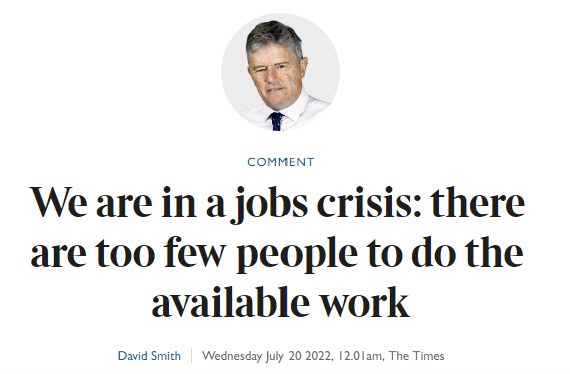 COMMENT
We are in a jobs crisis: there
are too few people to do the
available work
David Smith | Wednesday July 20 2022, 12.01am, The Times